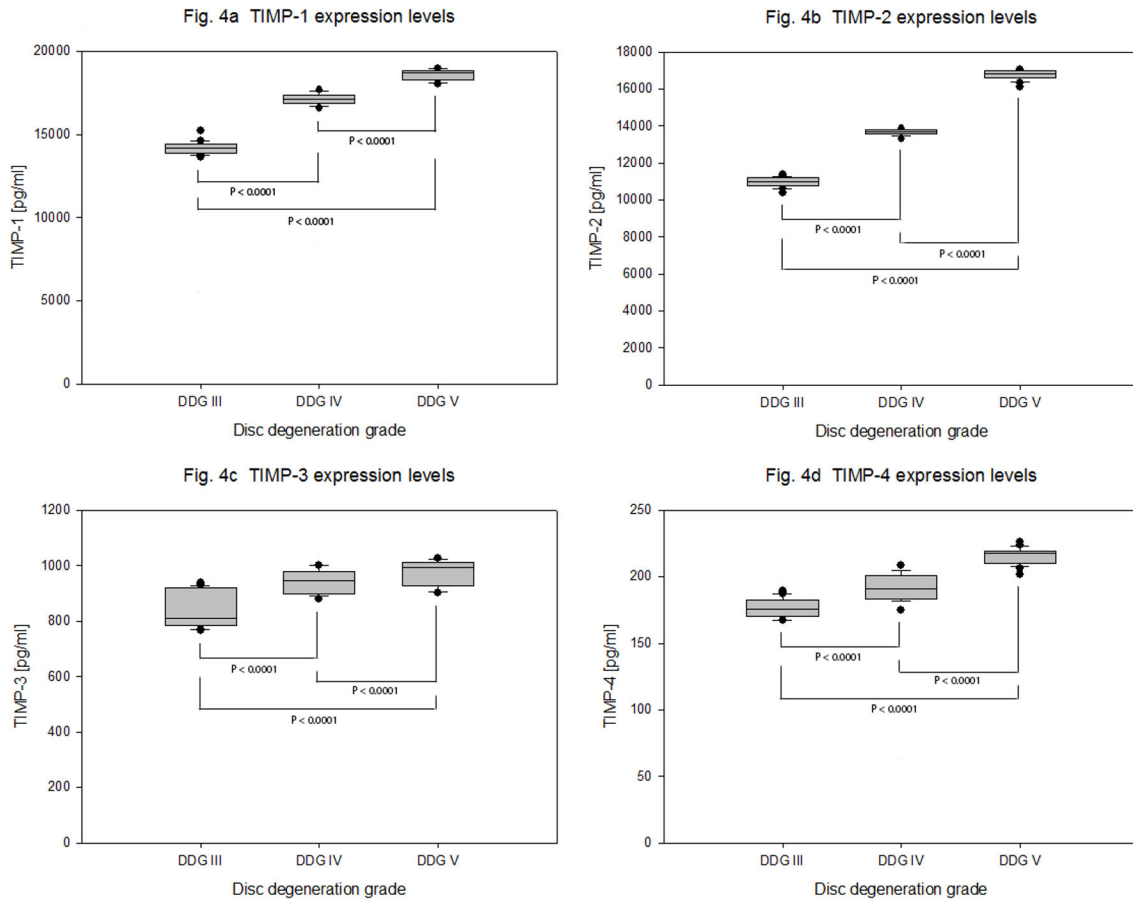 Fig. 4a TIMP-1 expression levels
20000
15000
10000
5000
0
TIMP-1 [pg/ml]
P < 0.0001
P < 0.0001
P < 0.0001
DDG III DDG IV DDG V
Disc degeneration grade
Fig. 4b TIMP-2 expression levels
18000
16000
14000
12000
10000
8000
6000
4000
2000
0
TIMP-2 [pg/ml]
P < 0.0001
P < 0.0001
P < 0.0001
DDG III DDG IV DDG V
Disc degeneration grade
Fig. 4c TIMP-3 expression levels
1200
1000
800
600
400
200
0
TIMP-3 [pg/ml]
P < 0.0001
P < 0.0001
P < 0.0001
DDG III DDG IV DDG V
Disc degeneration grade
Fig. 4d TIMP-4 expression levels
250
200
150
100
50
0
TIMP-4 [pg/ml]
P < 0.0001
P < 0.0001
P < 0.0001
DDG III DDG IV DDG V
Disc degeneration grade